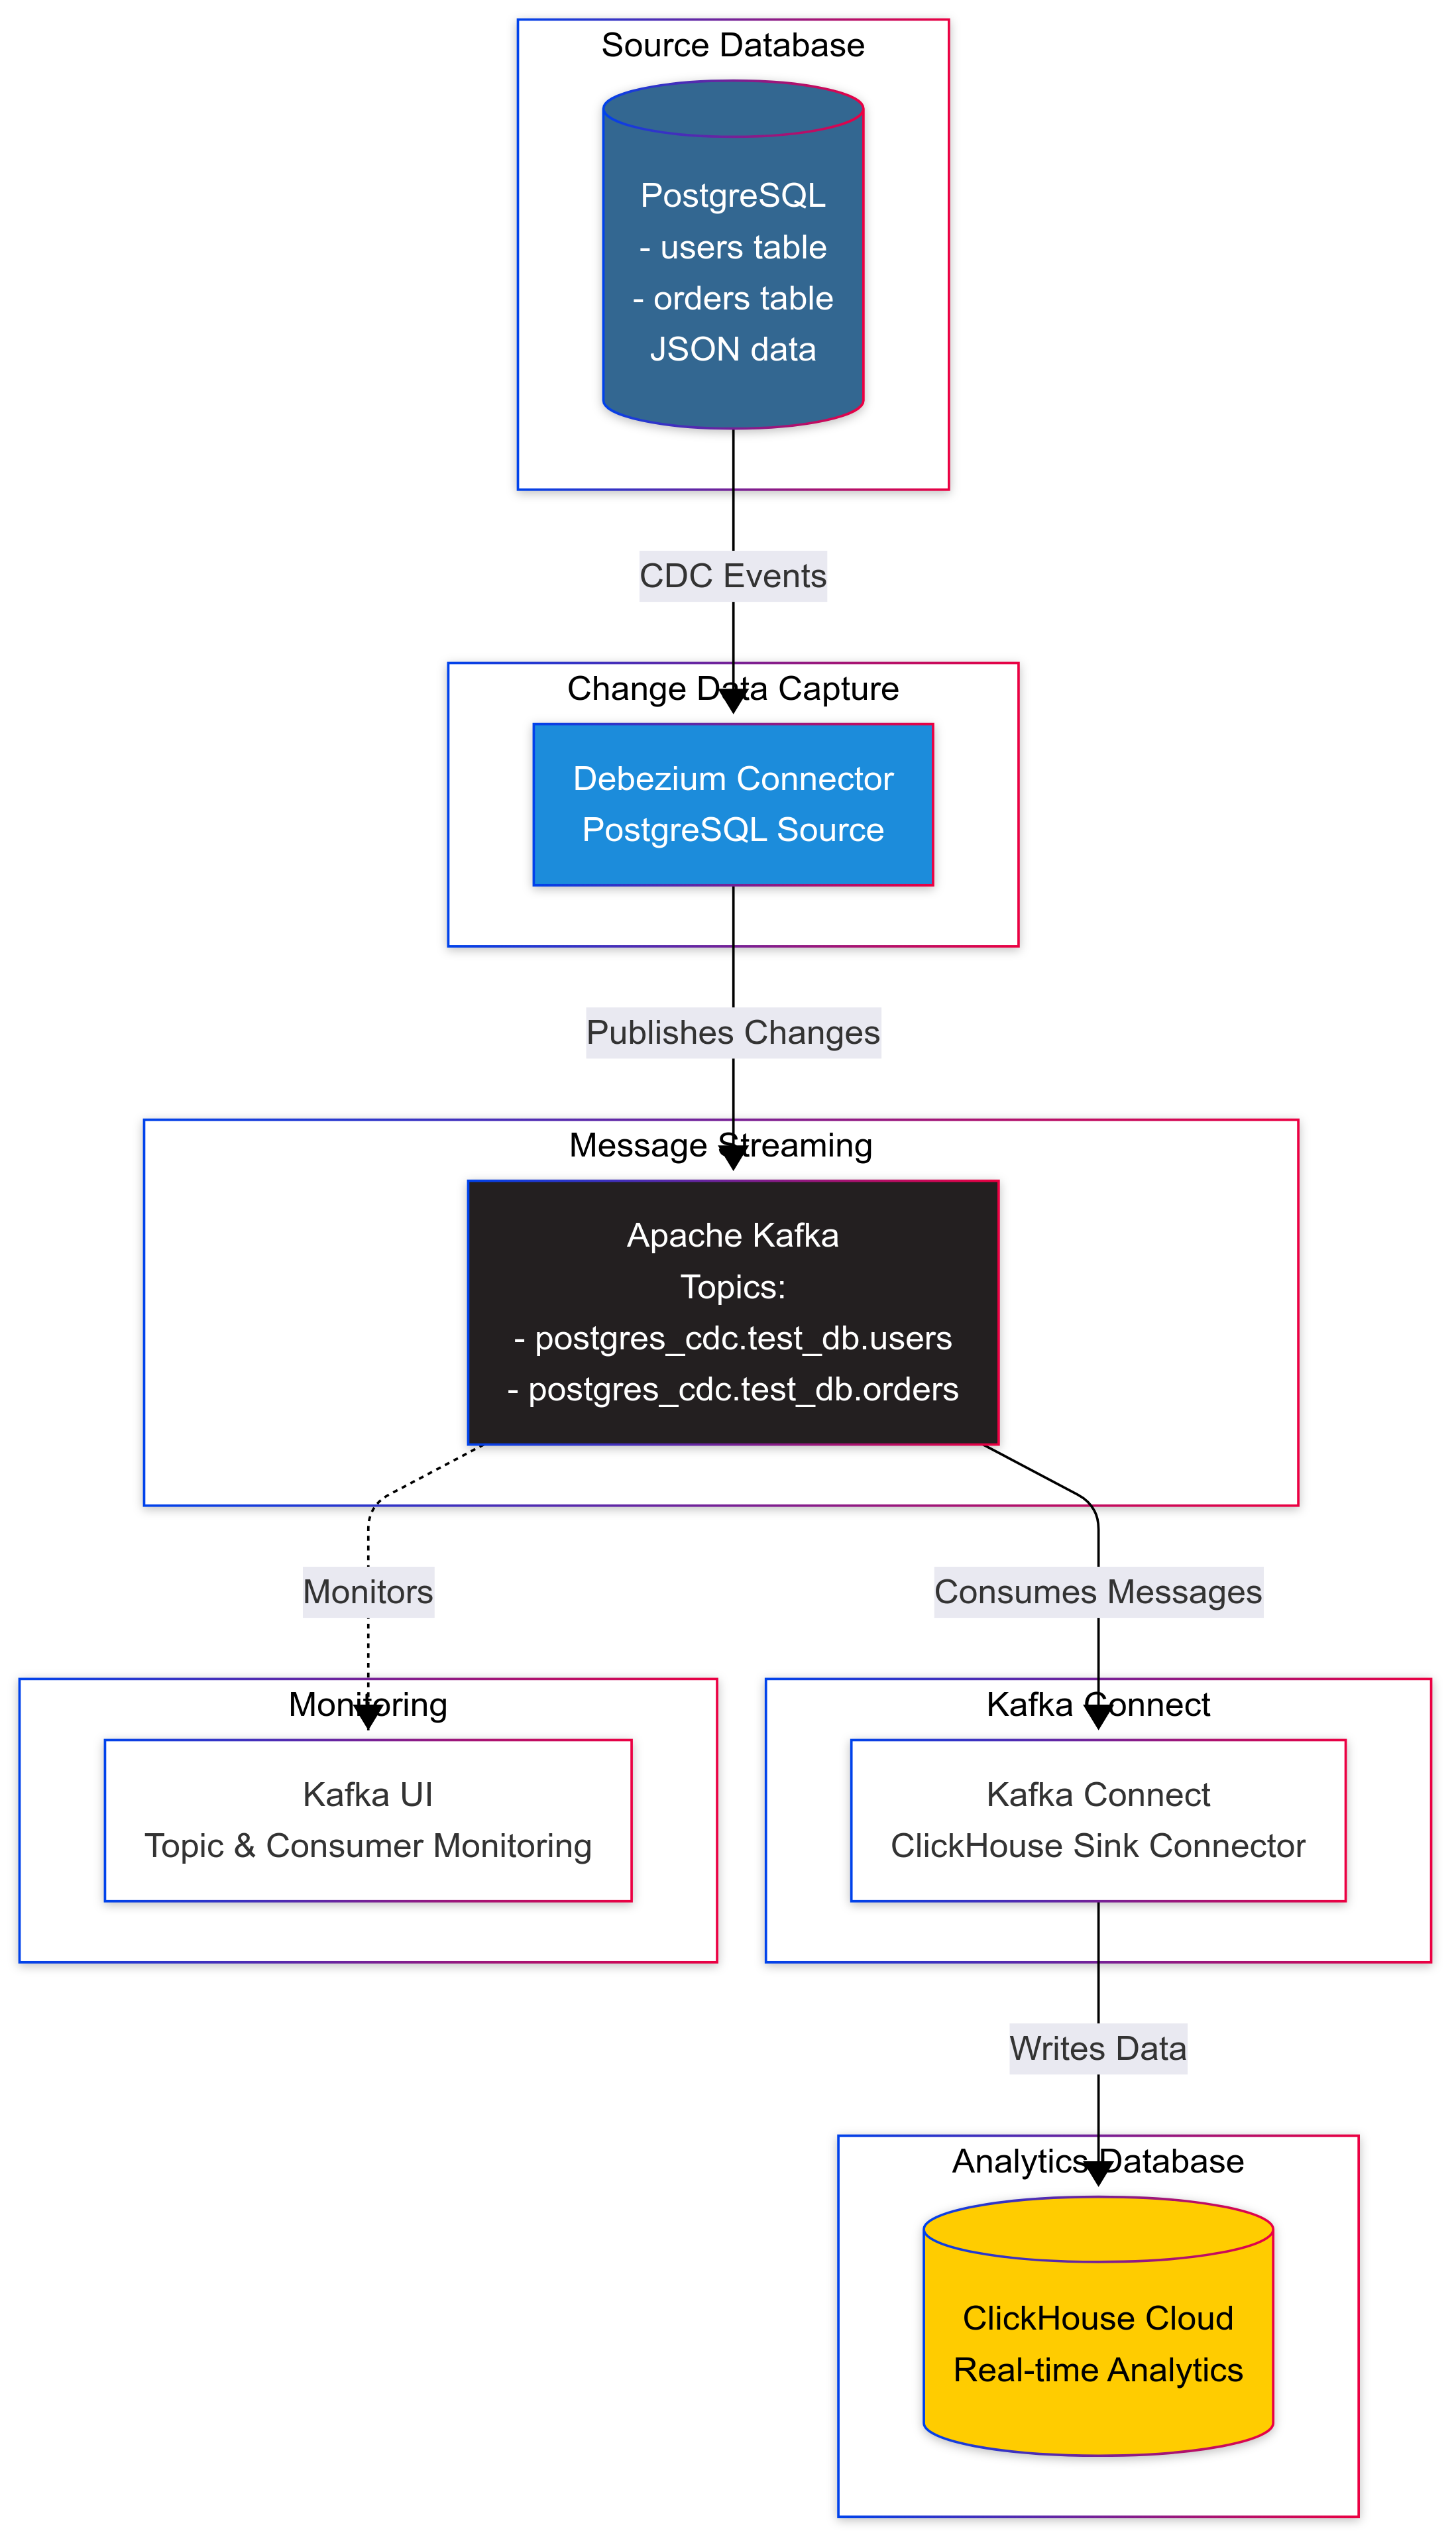 Source Database
PostgreSQL
- users table
- orders table
JSON data
CDC Events
Change Data Capture
Debezium Connector
PostgreSQL Source
Publishes Changes
Message Streaming
Apache Kafka
Topics:
- postgres_cdc.test_db.users
- postgres_cdc.test_db.orders
Monitors
Consumes Messages
Monitoring
Kafka UI
Topic & Consumer Monitoring
Kafka Connect
Kafka Connect
ClickHouse Sink Connector
Writes Data
Analytics Database
ClickHouse Cloud
Real-time Analytics